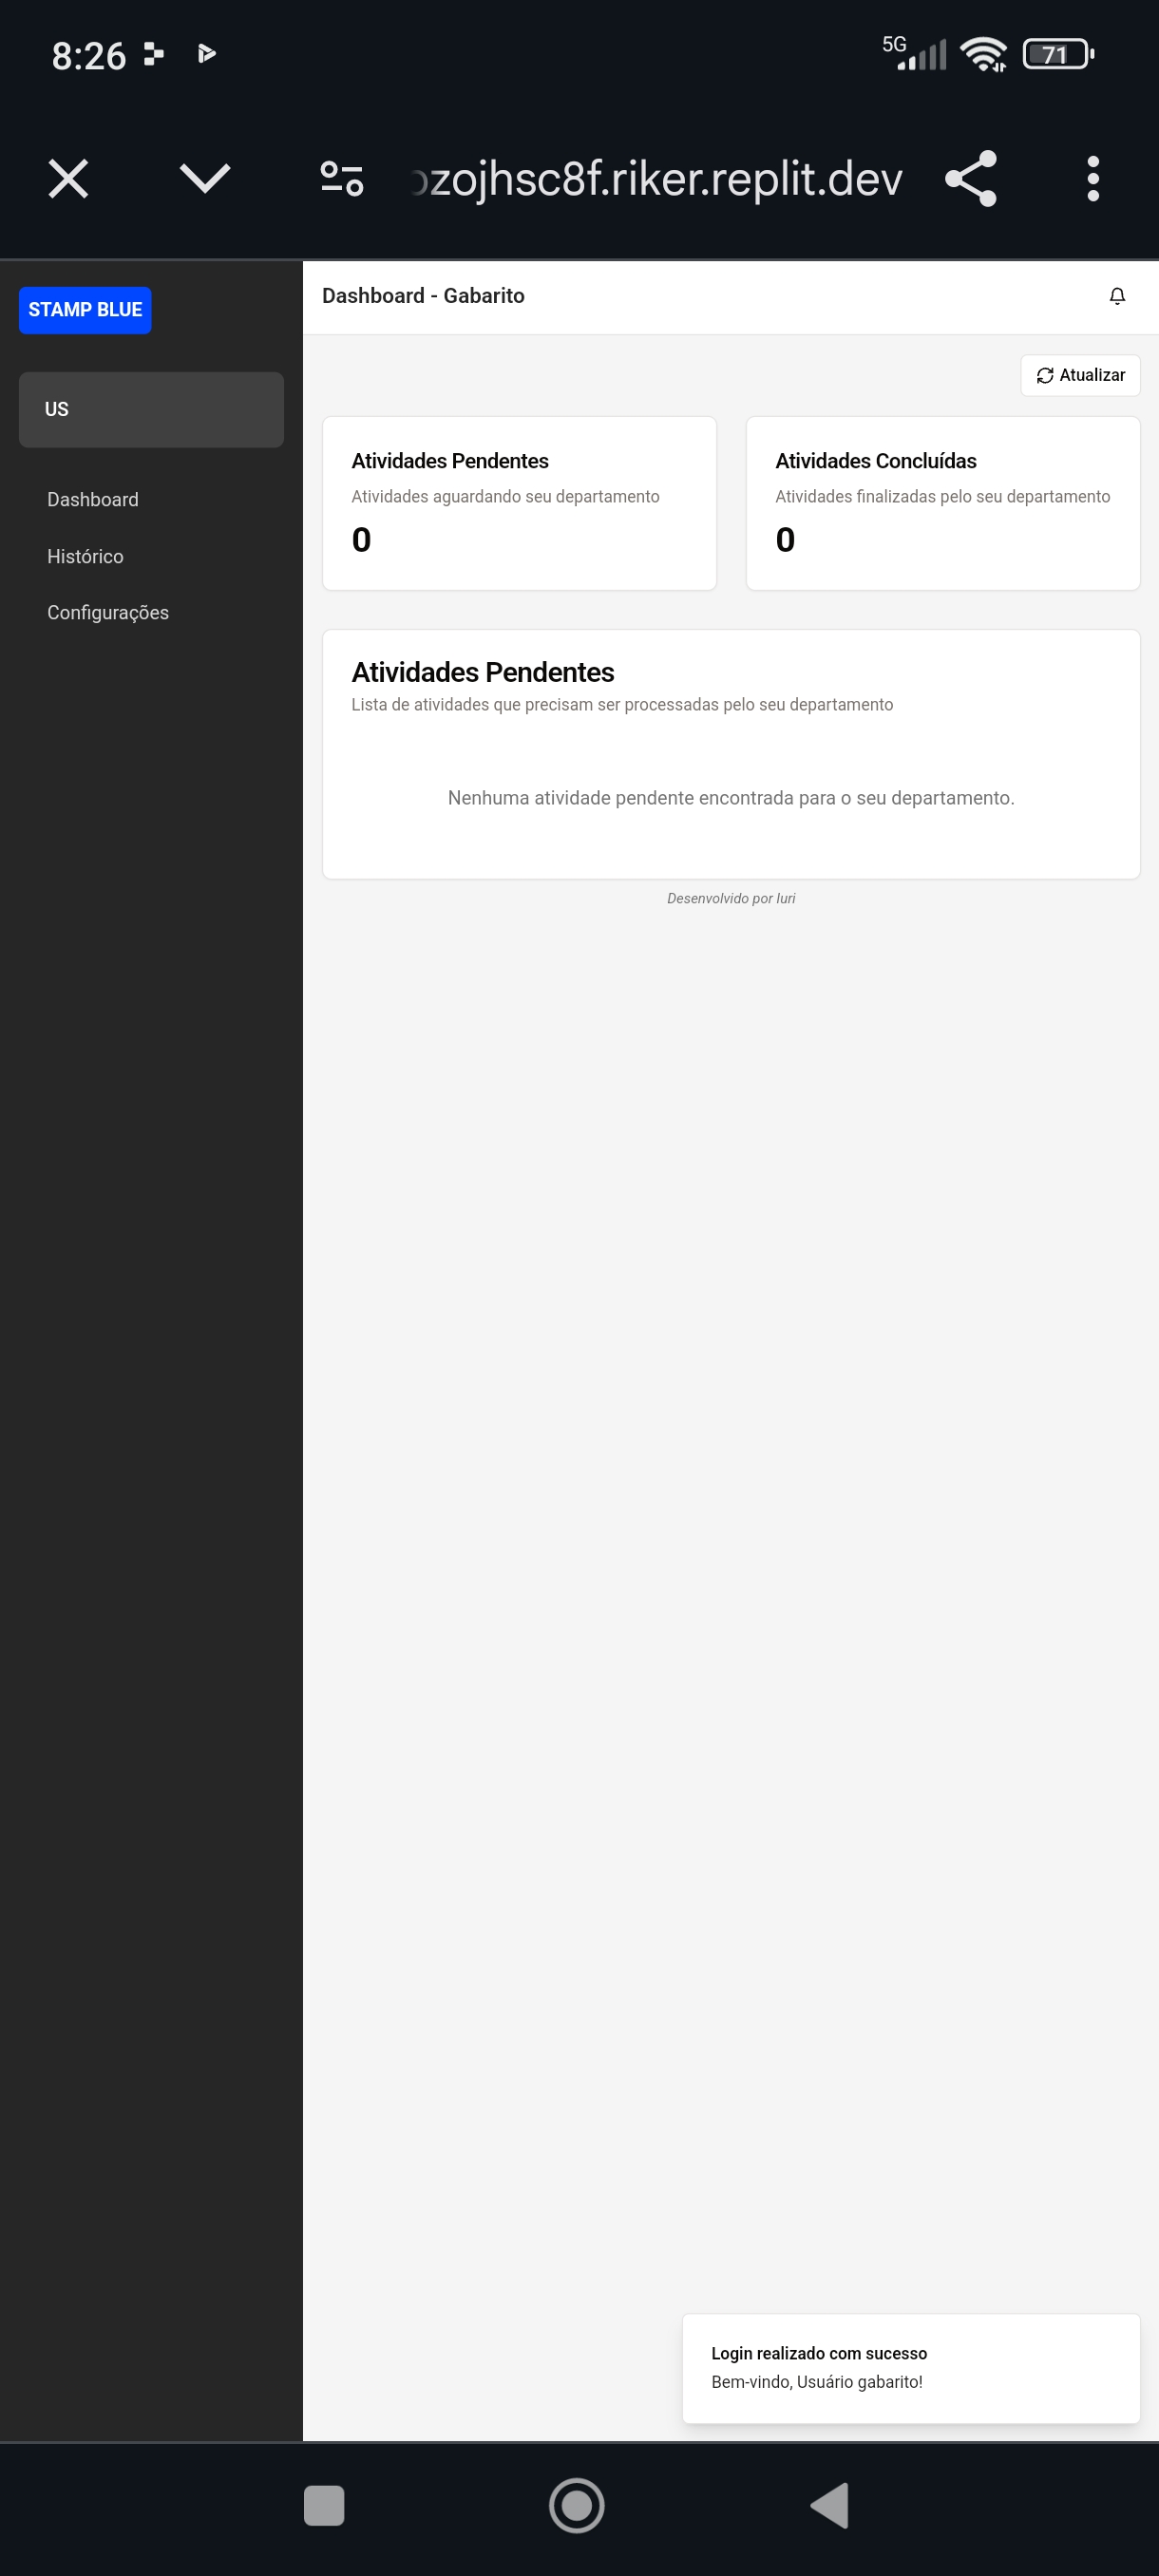 8:26
5G
71
ozojhsc8f.riker.replit.dev
STAMP BLUE
US
Dashboard
Histórico
Configurações
Dashboard - Gabarito
Atualizar
Atividades Pendentes
Atividades aguardando seu departamento
0
Atividades Concluídas
Atividades finalizadas pelo seu departamento
0
Atividades Pendentes
Lista de atividades que precisam ser processadas pelo seu departamento
Nenhuma atividade pendente encontrada para o seu departamento.
Desenvolvido por Iuri
Login realizado com sucesso
Bem-vindo, Usuário gabarito!